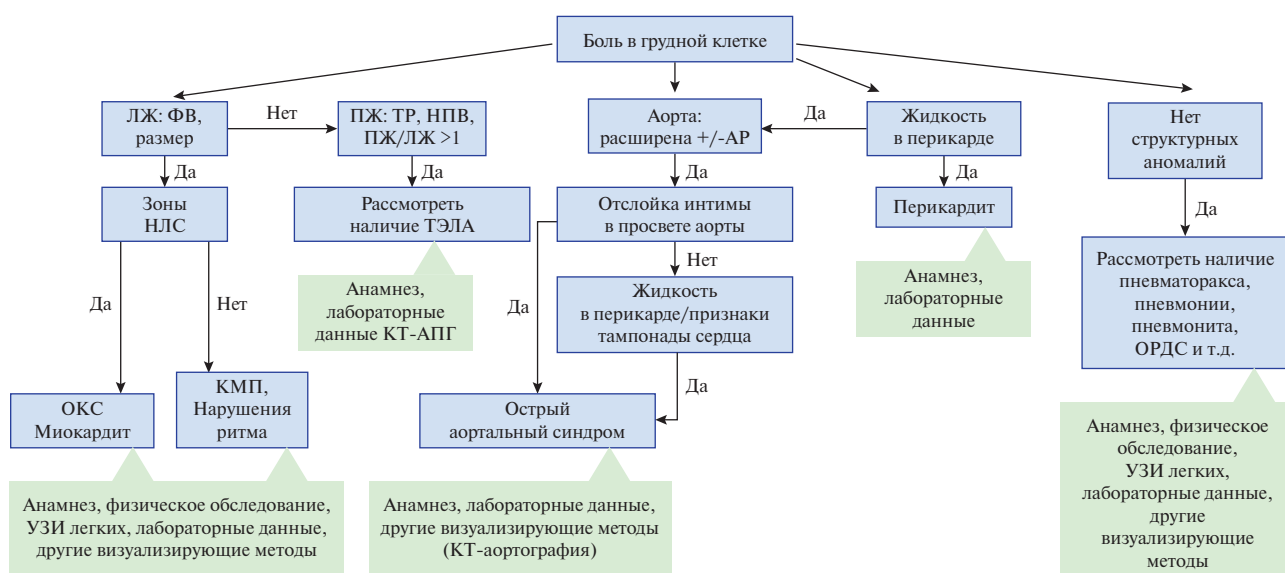 Боль в грудной клетке
ЛЖ: ФВ,
размер
Нет
ПЖ: ТР, НПВ,
ПЖ/ЛЖ >1
Аорта:
расширена +/-АР
Да
Жидкость
в перикарде
Нет
структурных
аномалий
Да
Да
Да
Да
Да
Зоны
НЛС
Рассмотреть
наличие ТЭЛА
Отслойка интимы
в просвете аорты
Перикардит
Рассмотреть наличие
пневматоракса,
пневмонии,
пневмонита,
ОРДС и т.д.
Да
Нет
Анамнез,
лабораторные
данные КТ-АПГ
Да
Нет
Жидкость
в перикарде/признаки
тампонады сердца
Анамнез,
лабораторные
данные
Да
ОКС
Миокардит
КМП,
Нарушения
ритма
Острый
аортальный синдром
Анамнез, физическое обследование,
УЗИ легких, лабораторные данные,
другие визуализирующие методы
Анамнез, лабораторные данные,
другие визуализирующие методы
(КТ-аортография)
Анамнез, физическое
обследование,
УЗИ легких,
лабораторные данные,
другие
визуализирующие
методы